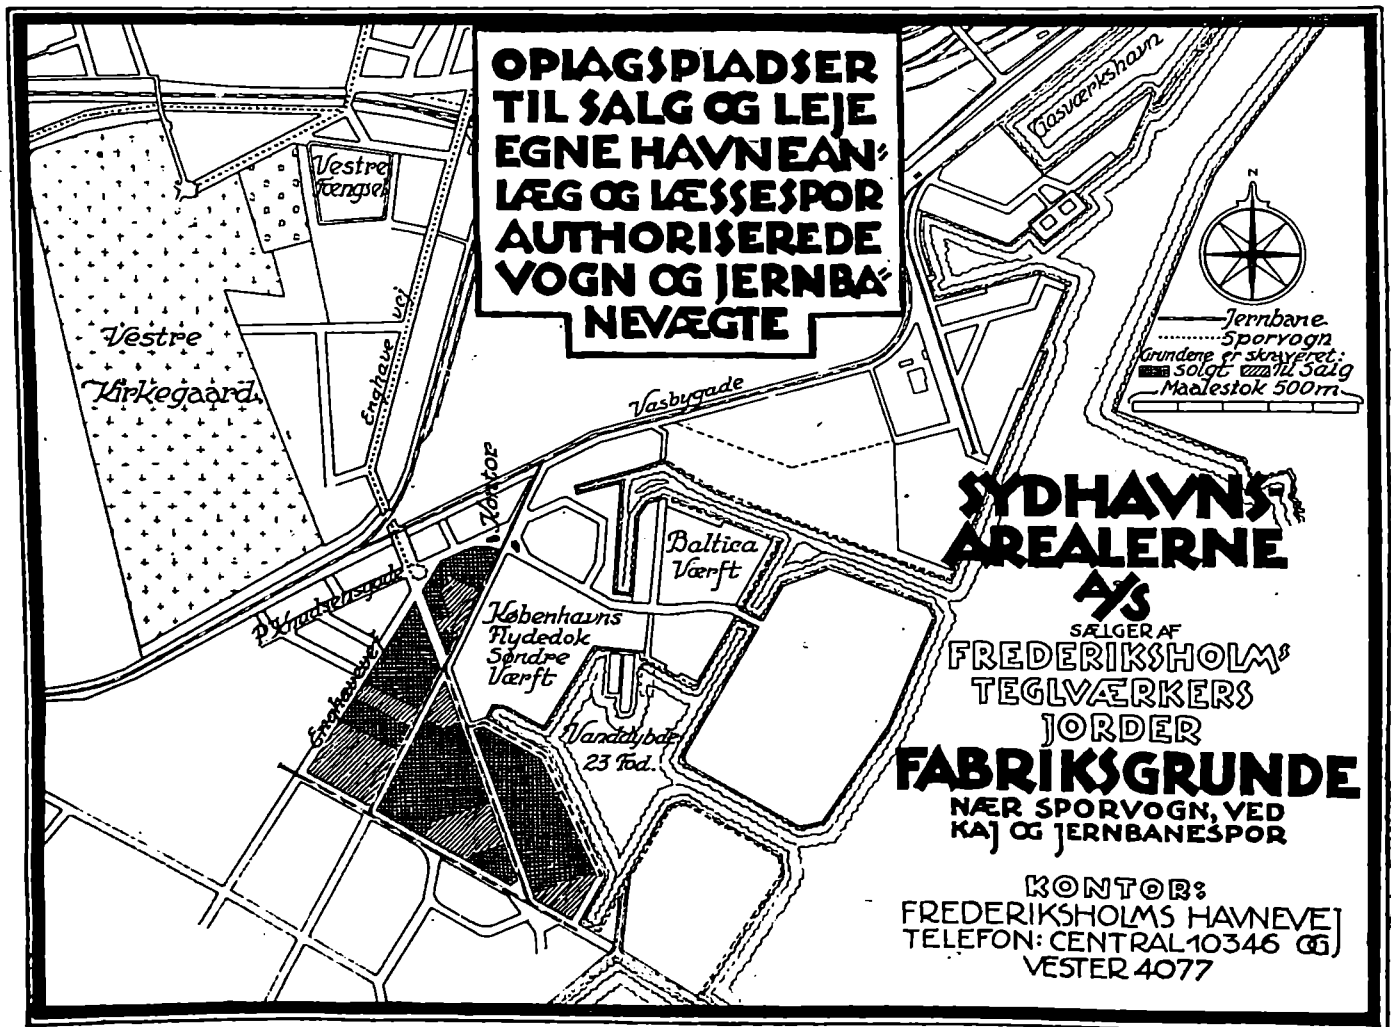 OPLAGSPLADSER
TIL SALG OG LEJE
EGNE HAVNEAN-
LÆG OG LÆSSESPOR
AUTHORISEREDE
VOGN OG JERNBA-
NEVÆGTE
Gasværkshavn
Vestre
Fængsel
N
Jernbane
Sporvogn
Grundene er skraveret:
solgt til Salg
Maalestok 500m
Vestre
Kirkegaard
Enghave vej
Vasbygade
Kontor
SYDHAVNS-
AREALERNE
A/S
SÆLGER AF
FREDERIKSHOLMS
TEGLVÆRKERS
JORDER
FABRIKSGRUNDE
NÆR SPORVOGN, VED
KAJ OG JERNBANESPOR
Baltica
Værft
P. Knudsensgade
Københavns
Flydedok
Søndre
Værft
Enghavevej
Vanddybde
23 Fod.
KONTOR:
FREDERIKSHOLMS HAVNEVEJ
TELEFON: CENTRAL 10346 OG
VESTER 4077